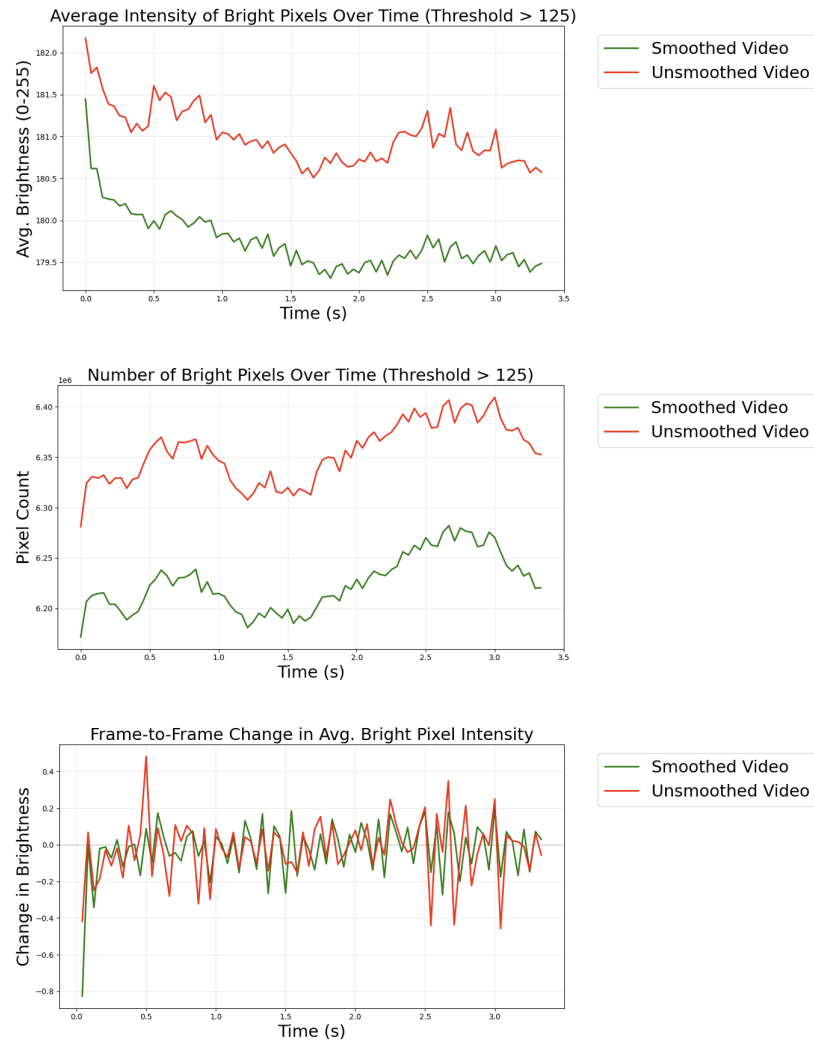 Average Intensity of Bright Pixels Over Time (Threshold > 125)
Smoothed Video
Unsmoothed Video
Avg. Brightness (0-255)
182.0
181.5
181.0
180.5
180.0
179.5
0.0 0.5 1.0 1.5 2.0 2.5 3.0 3.5
Time (s)
Number of Bright Pixels Over Time (Threshold > 125)
1e6
Smoothed Video
Unsmoothed Video
Pixel Count
6.40
6.35
6.30
6.25
6.20
0.0 0.5 1.0 1.5 2.0 2.5 3.0 3.5
Time (s)
Frame-to-Frame Change in Avg. Bright Pixel Intensity
Smoothed Video
Unsmoothed Video
Change in Brightness
0.4
0.2
0.0
−0.2
−0.4
−0.6
−0.8
0.0 0.5 1.0 1.5 2.0 2.5 3.0 3.5
Time (s)